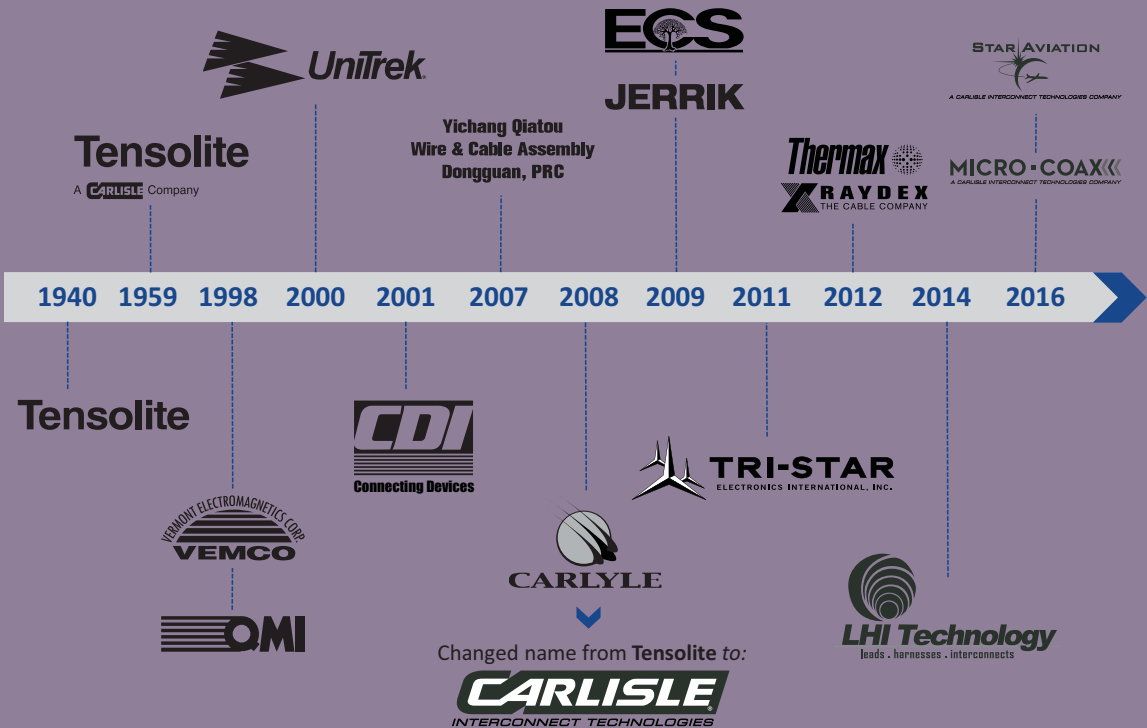 ECS
JERRIK
STAR AVIATION
A CARLISLE INTERCONNECT TECHNOLOGIES COMPANY
UniTrek
Yichang Qiatou
Wire & Cable Assembly
Dongguan, PRC
Tensolite
A CARLISLE Company
Thermax
RAYDEX
THE CABLE COMPANY
MICRO-COAX
A CARLISLE INTERCONNECT TECHNOLOGIES COMPANY
1940 1959 1998 2000 2001 2007 2008 2009 2011 2012 2014 2016
Tensolite
CDI
Connecting Devices
TRI-STAR
ELECTRONICS INTERNATIONAL, INC.
VERMONT ELECTROMAGNETICS CORP.
VEMCO
CARLYLE
QMI
LHI Technology
leads . harnesses . interconnects
Changed name from Tensolite to:
CARLISLE
INTERCONNECT TECHNOLOGIES